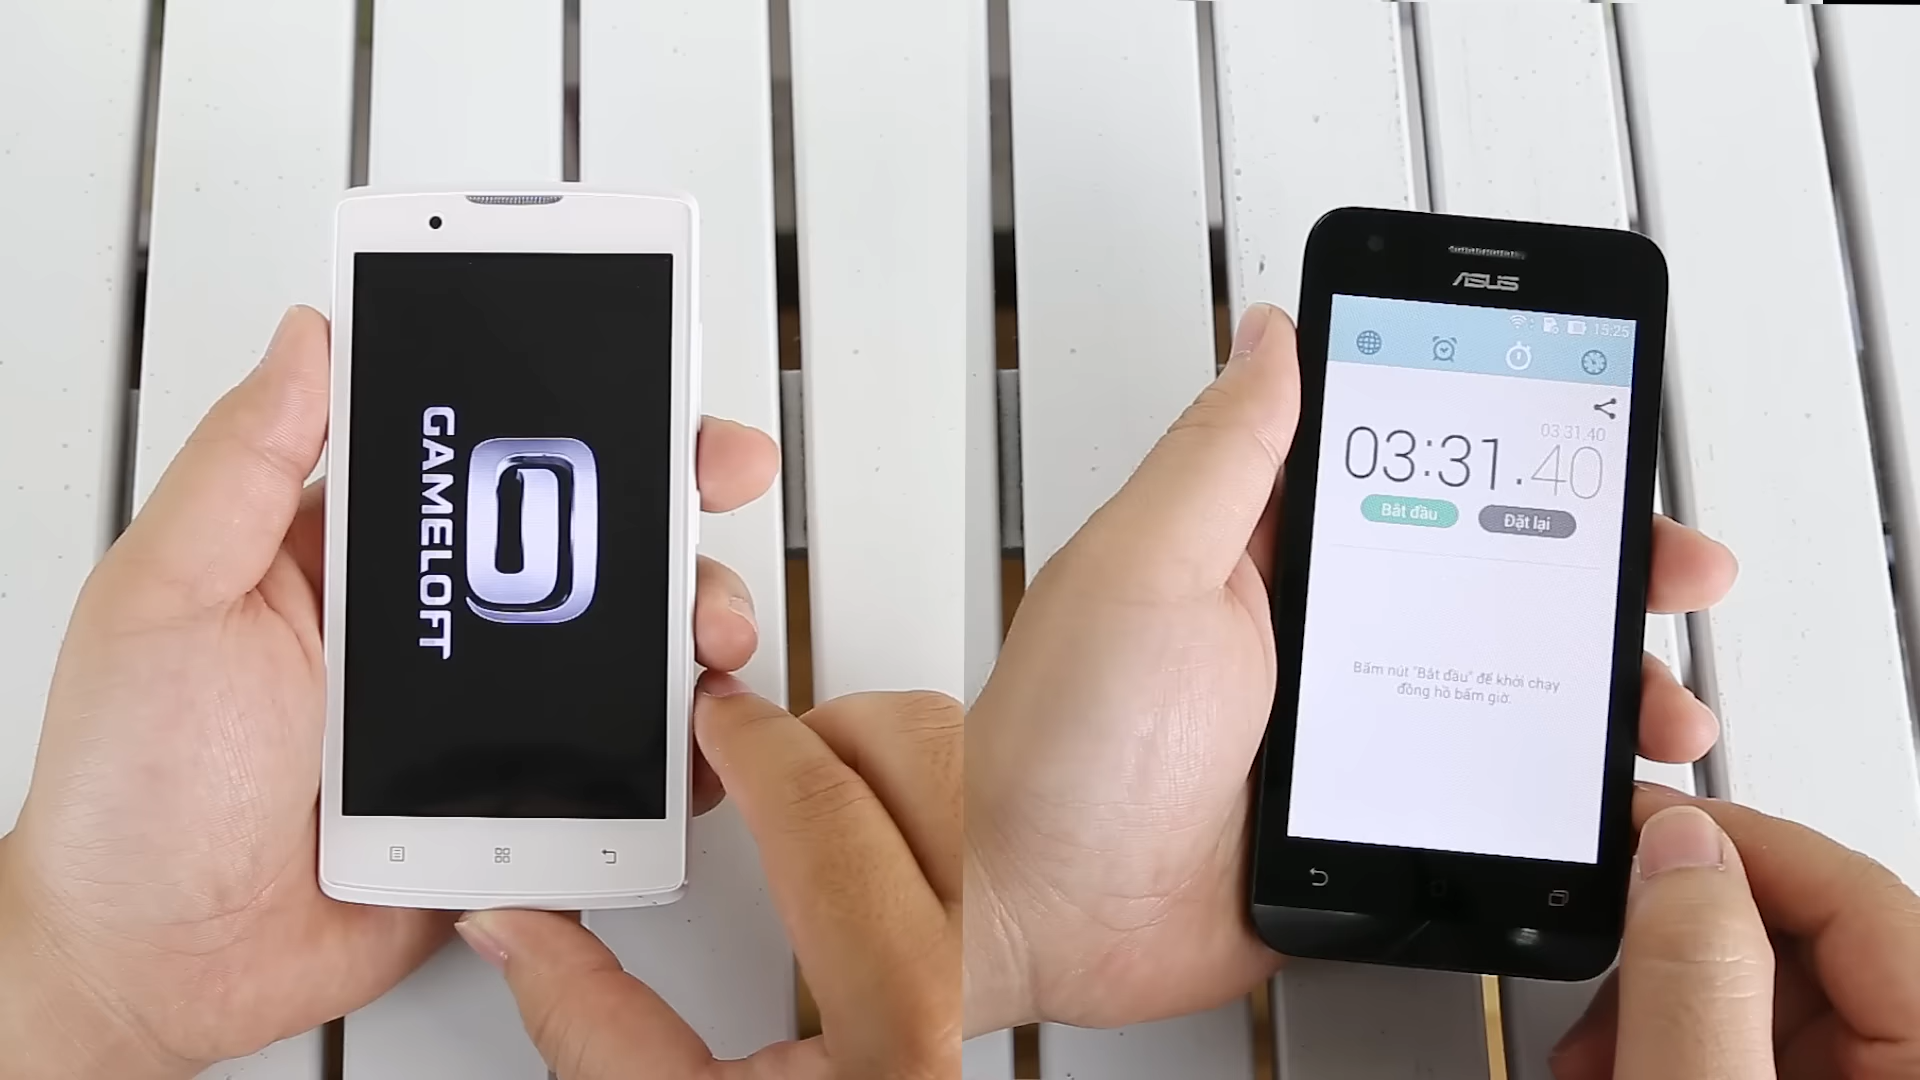 GAMELOFT
ASUS
15:25
03:31.40
03:31.40
Bắt đầu
Đặt lại
Bấm nút "Bắt đầu" để khởi chạy
đồng hồ bấm giờ.